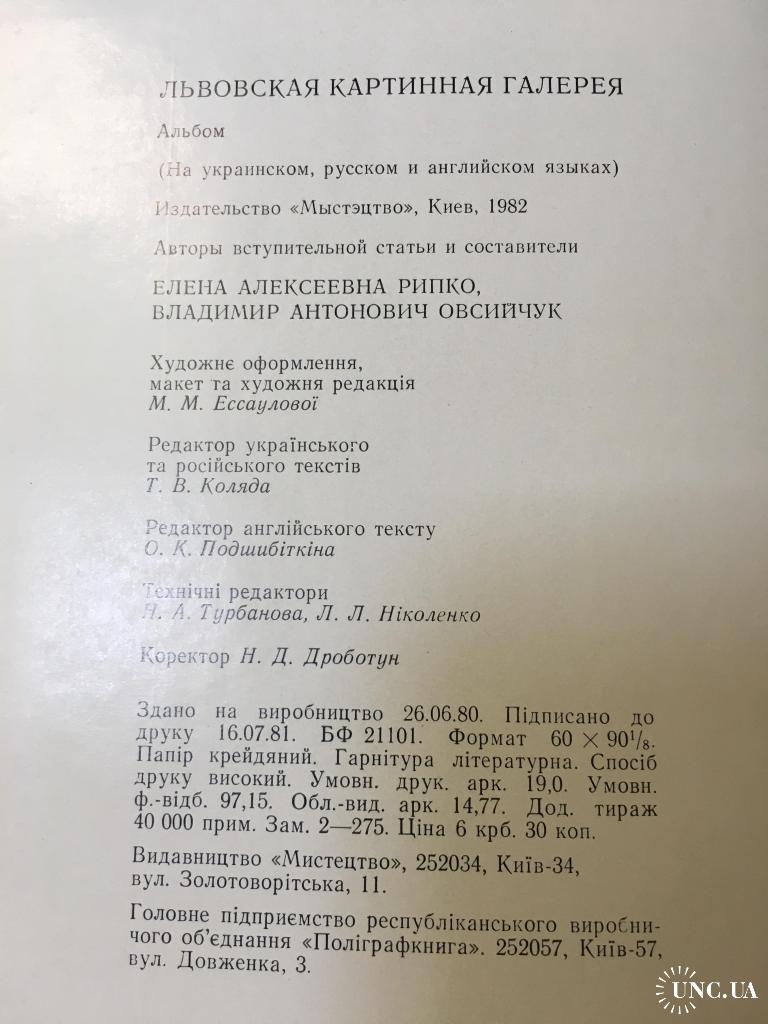 ЛЬВОВСКАЯ КАРТИННАЯ ГАЛЕРЕЯ
Альбом
(На украинском, русском и английском языках)
Издательство «Мыстэцтво», Киев, 1982
Авторы вступительной статьи и составители
ЕЛЕНА АЛЕКСЕЕВНА РИПКО,
ВЛАДИМИР АНТОНОВИЧ ОВСИЙЧУК
Художнє оформлення,
макет та художня редакція
М. М. Ессаулової
Редактор українського
та російського текстів
Т. В. Коляда
Редактор англійського тексту
О. К. Подшибіткіна
Технічні редактори
Н. А. Турбанова, Л. Л. Ніколенко
Коректор Н. Д. Дроботун
Здано на виробництво 26.06.80. Підписано до
друку 16.07.81. БФ 21101. Формат 60 × 90¹/₈.
Папір крейдяний. Гарнітура літературна. Спосіб
друку високий. Умовн. друк. арк. 19,0. Умовн.
ф.-відб. 97,15. Обл.-вид. арк. 14,77. Дод. тираж
40 000 прим. Зам. 2—275. Ціна 6 крб. 30 коп.
Видавництво «Мистецтво», 252034, Київ-34,
вул. Золотоворітська, 11.
Головне підприємство республіканського виробни-
чого об'єднання «Поліграфкнига». 252057, Київ-57,
вул. Довженка, 3.
UNC.UA